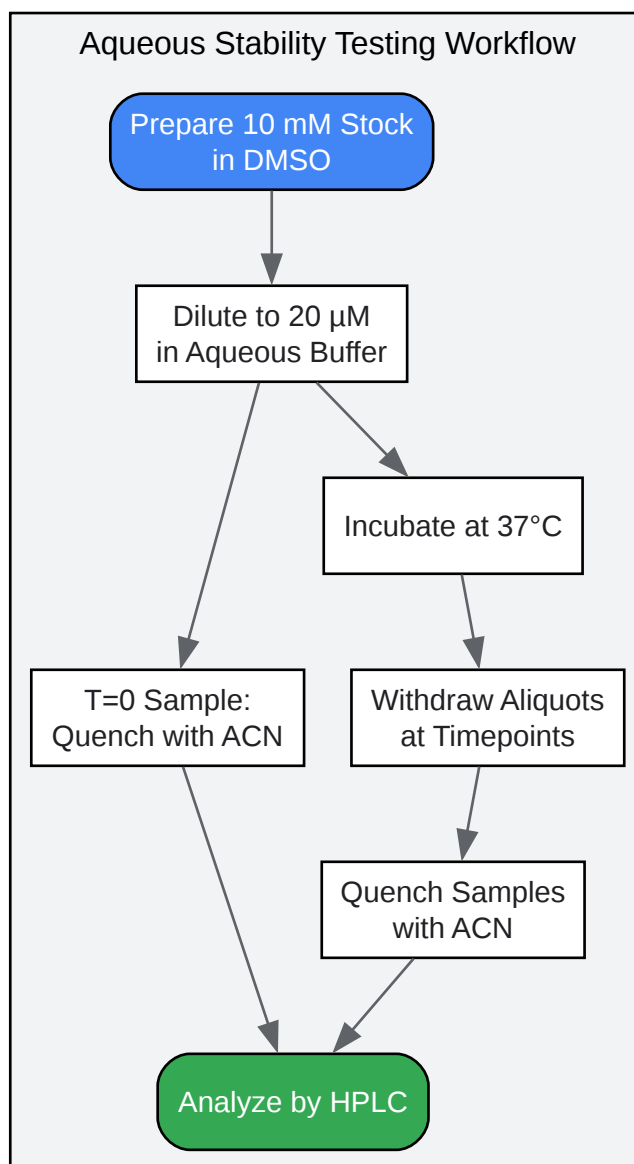 Aqueous Stability Testing Workflow
Prepare 10 mM Stock
in DMSO
Dilute to 20 µM
in Aqueous Buffer
Incubate at 37°C
T=0 Sample:
Quench with ACN
Withdraw Aliquots
at Timepoints
Quench Samples
with ACN
Analyze by HPLC